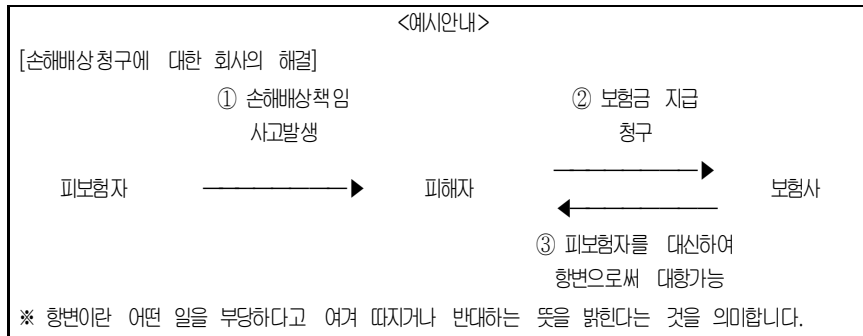 <예시안내>
[손해배상청구에 대한 회사의 해결]
① 손해배상책임 ② 보험금 지급
사고발생 청구
피보험자 피해자 보험사
③ 피보험자를 대신하여
항변으로써 대항가능
※ 항변이란 어떤 일을 부당하다고 여겨 따지거나 반대하는 뜻을 밝힌다는 것을 의미합니다.